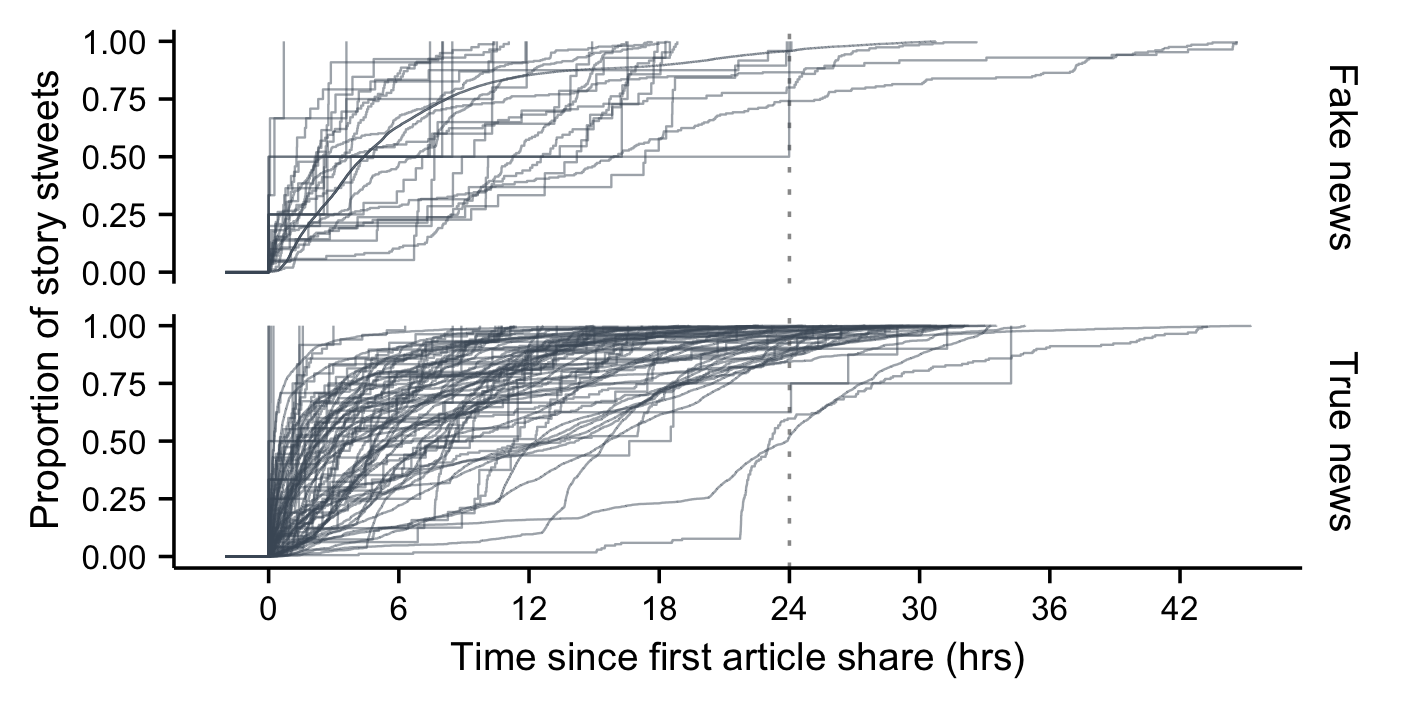 Proportion of story stweets
1.00
0.75
0.50
0.25
0.00
Fake news
1.00
0.75
0.50
0.25
0.00
True news
0 6 12 18 24 30 36 42
Time since first article share (hrs)